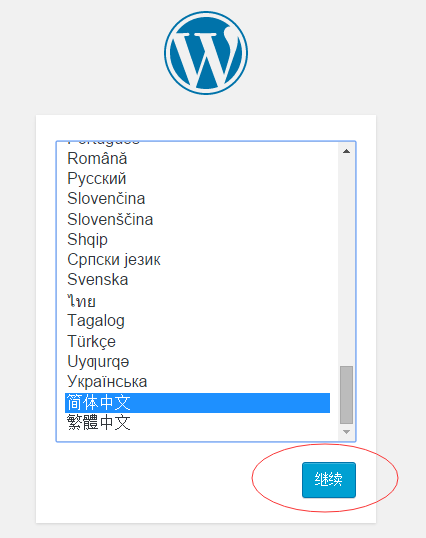 Português
Română
Русский
Slovenčina
Slovenščina
Shqip
Српски језик
Svenska
ไทย
Tagalog
Türkçe
Uyƣurqə
Українська
简体中文
繁體中文
继续